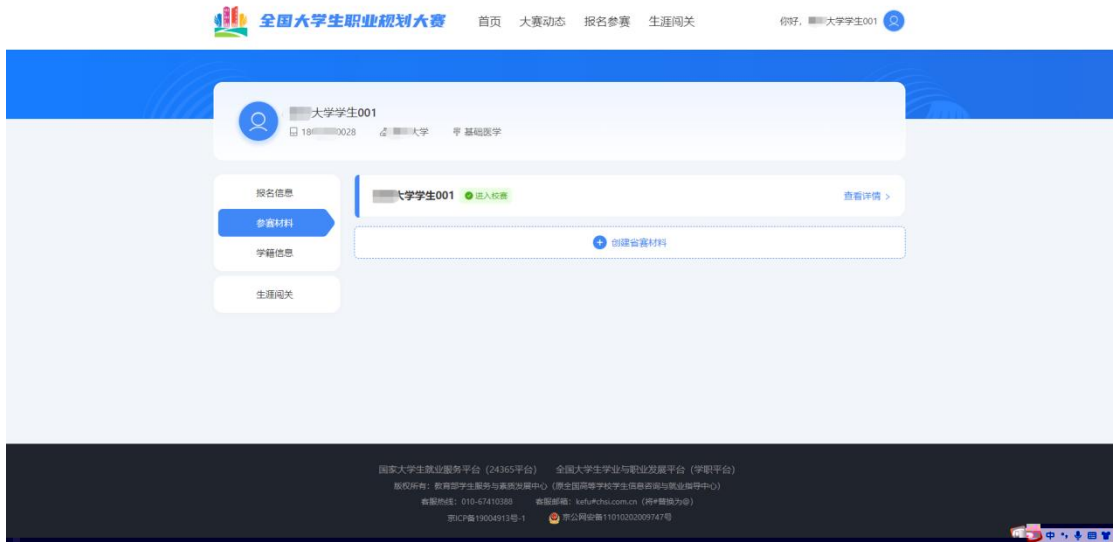 全国大学生职业规划大赛 首页 大赛动态 报名参赛 生涯闯关 你好, 大学学生001
大学学生001
18 0028 大学 基础医学
报名信息
参赛材料
学籍信息
生涯闯关
大学学生001 进入校赛 查看详情 >
创建省赛材料
国家大学生就业服务平台（24365平台） 全国大学生学业与职业发展平台（学职平台）
版权所有：教育部学生服务与素质发展中心（原全国高等学校学生信息咨询与就业指导中心）
客服热线：010-67410388 客服邮箱：kefu#chsi.com.cn（将#替换为@）
京ICP备19004913号-1 京公网安备11010202009747号
中